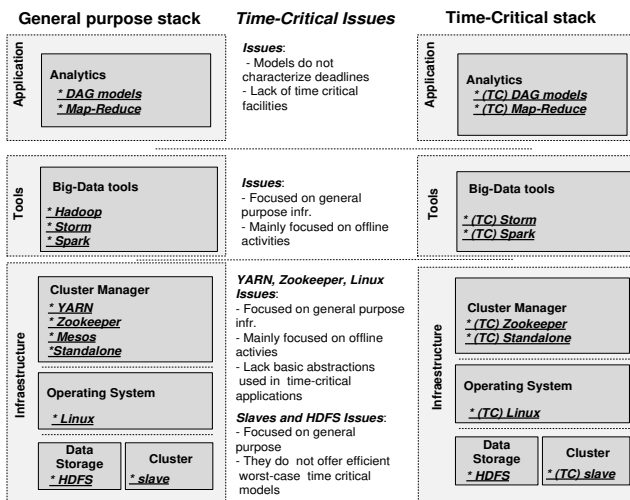 General purpose stack
Time-Critical Issues
Time-Critical stack
Application
Analytics
* DAG models
* Map-Reduce
Issues:
- Models do not
characterize deadlines
- Lack of time critical
facilities
Application
Analytics
* (TC) DAG models
* (TC) Map-Reduce
Tools
Big-Data tools
* Hadoop
* Storm
* Spark
Issues:
- Focused on general
purpose infr.
- Mainly focused on offline
activities
Tools
Big-Data tools
* (TC) Storm
* (TC) Spark
Infraestructure
Cluster Manager
* YARN
* Zookeeper
* Mesos
*Standalone
Operating System
* Linux
Data
Storage
* HDFS
Cluster
* slave
YARN, Zookeeper, Linux
Issues:
- Focused on general purpose
infr.
- Mainly focused on offline
activies
- Lack basic abstractions
used in time-critical
applications
Slaves and HDFS Issues:
- Focused on general
purpose
- They do not offer efficient
worst-case time critical
models
Infraestructure
Cluster Manager
* (TC) Zookeeper
* (TC) Standalone
Operating System
* (TC) Linux
Data
Storage
* HDFS
Cluster
* (TC) slave